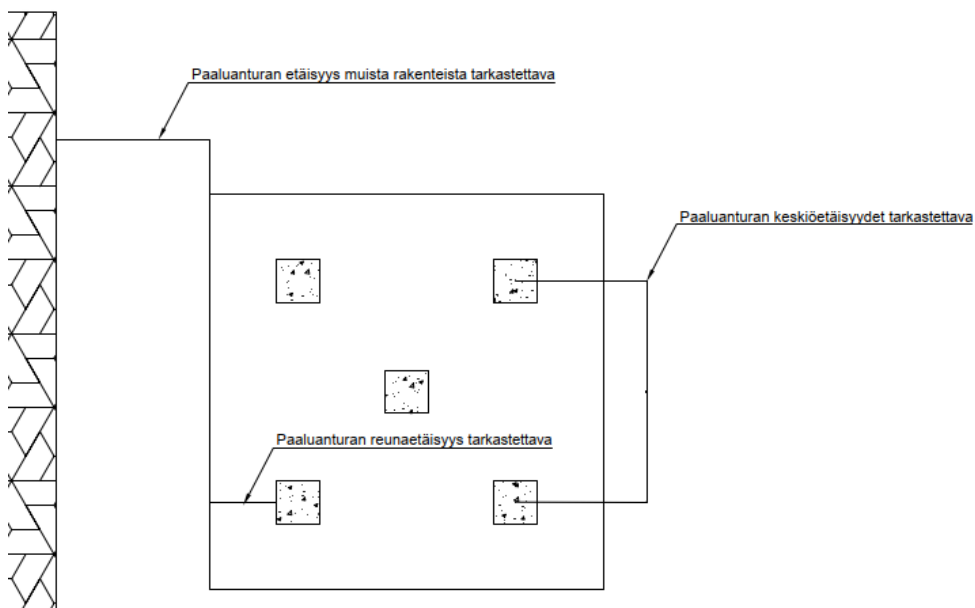 Paaluanturan etäisyys muista rakenteista tarkastettava
Paaluanturan keskiöetäisyydet tarkastettava
Paaluanturan reunaetäisyys tarkastettava